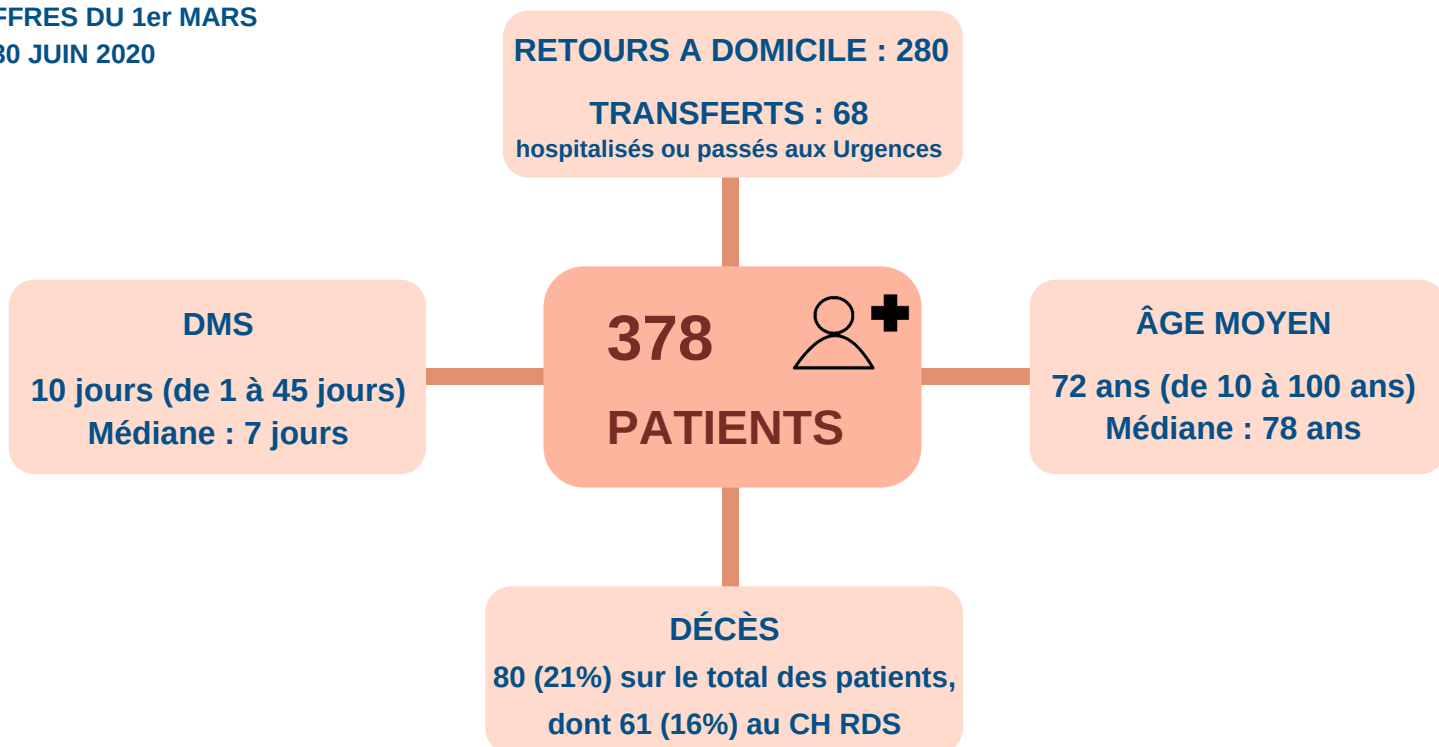 FFRES DU 1er MARS
30 JUIN 2020
RETOURS A DOMICILE : 280
TRANSFERTS : 68
hospitalisés ou passés aux Urgences
DMS
10 jours (de 1 à 45 jours)
Médiane : 7 jours
378
PATIENTS
ÂGE MOYEN
72 ans (de 10 à 100 ans)
Médiane : 78 ans
DÉCÈS
80 (21%) sur le total des patients,
dont 61 (16%) au CH RDS